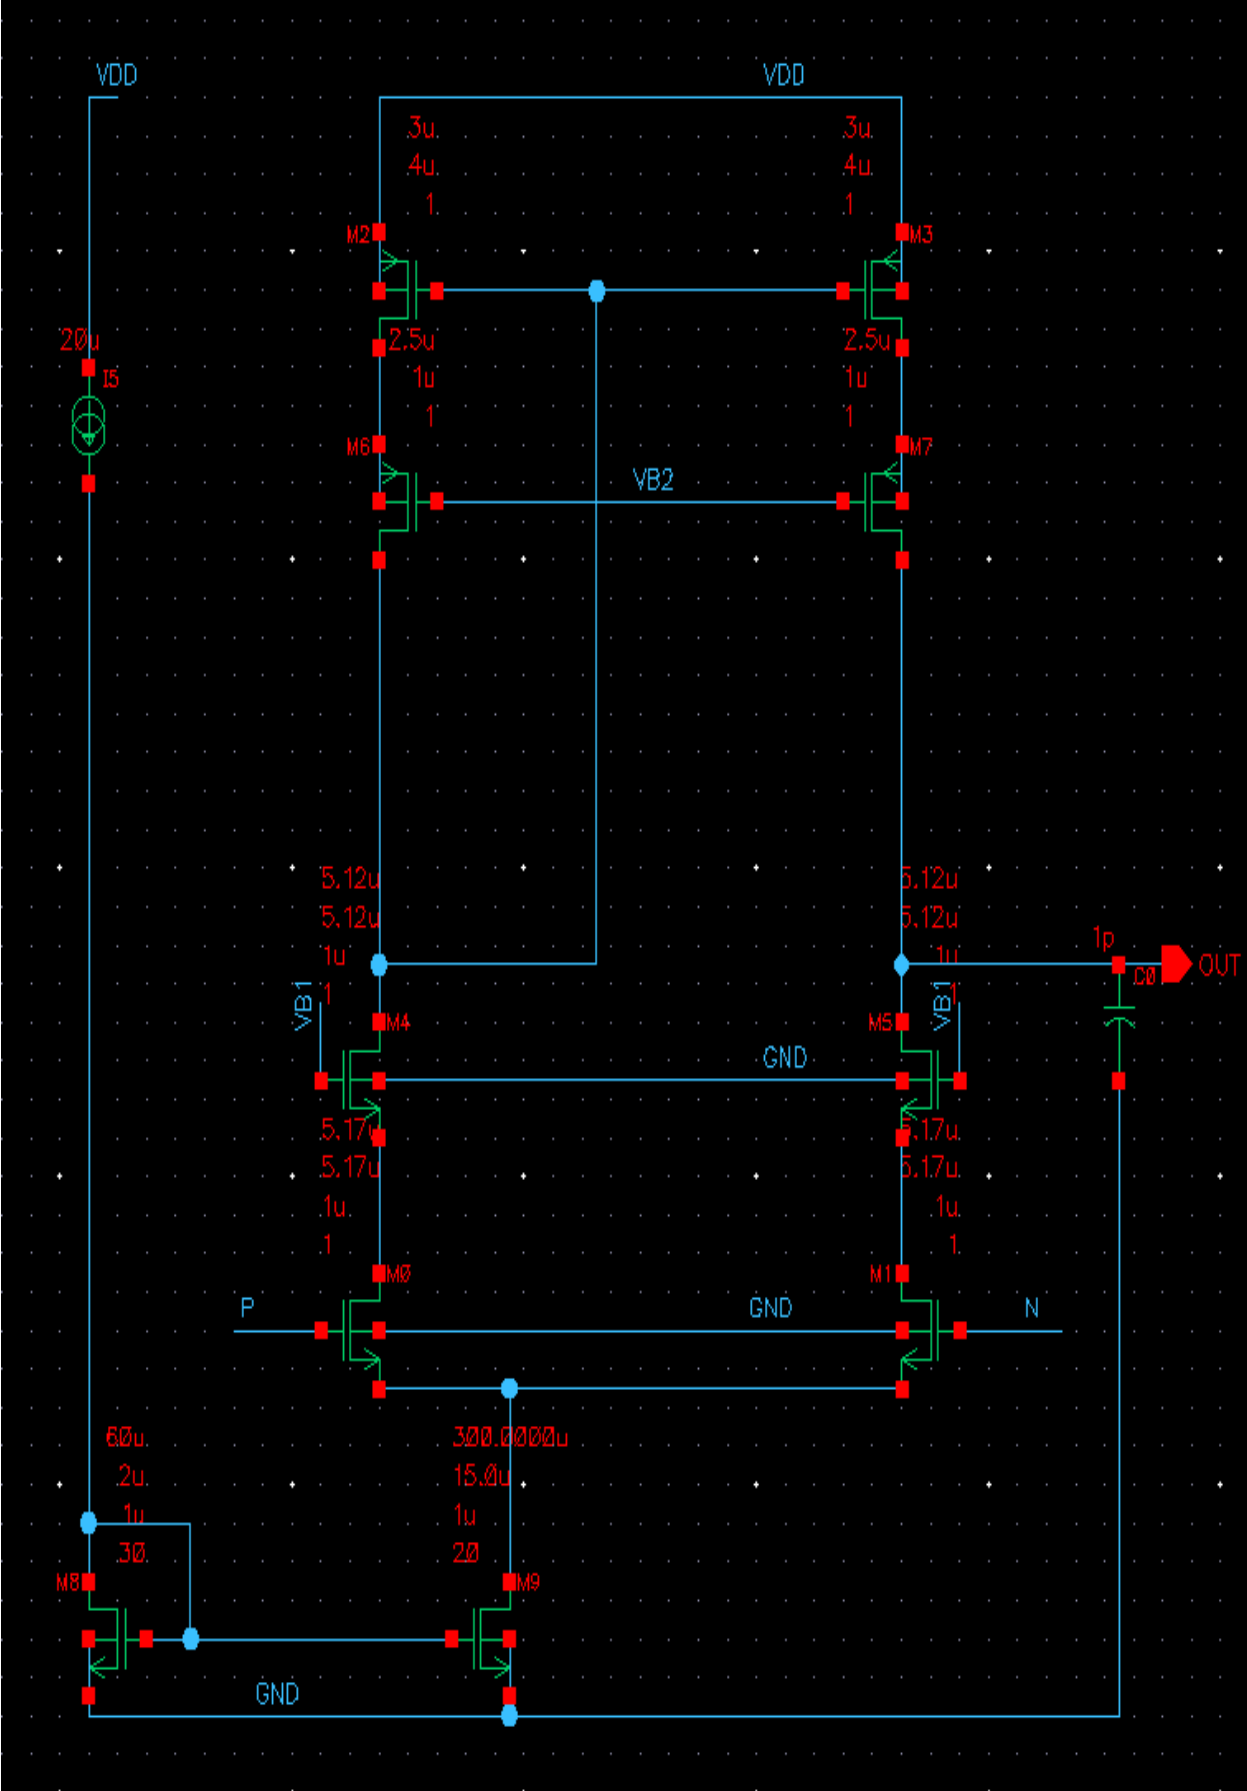 VDD
VDD
3u
3u
4u
4u
1
1
M2
M3
20u
2.5u
2.5u
I5
1u
1u
1
1
M6
M7
VB2
5.12u
5.12u
5.12u
5.12u
1u
1u
1p
OUT
C0
1
1
VB1
VB1
M4
M5
GND
5.17u
5.17u
5.17u
5.17u
1u
1u
1
1
M0
M1
P
GND
N
60u
300.0000u
2u
15.0u
1u
1u
30
20
M8
M9
GND